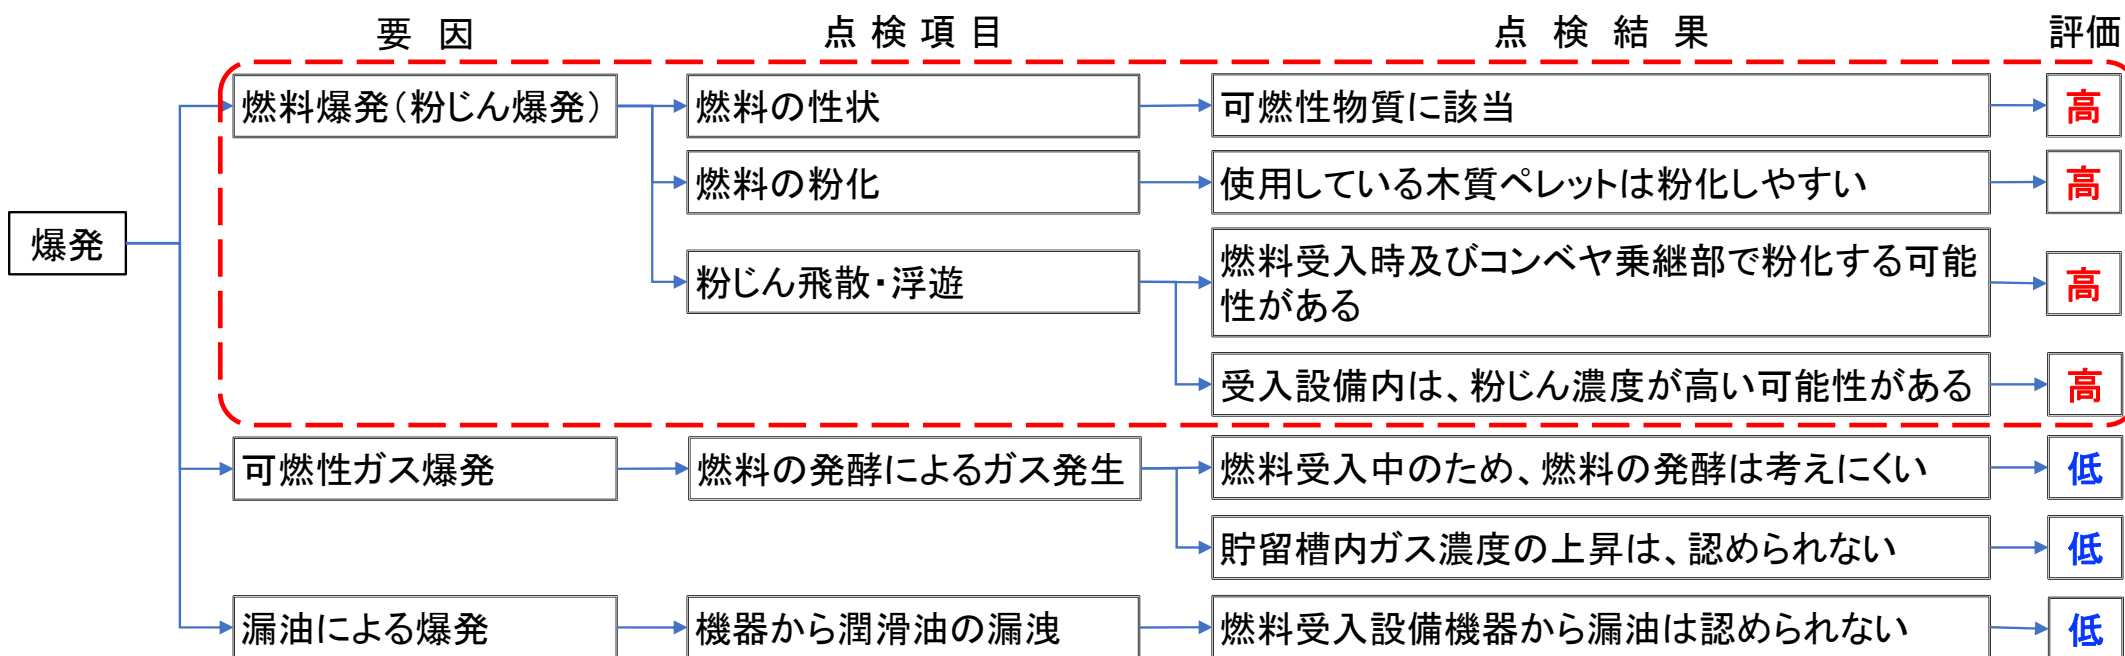 要因 点検項目 点検結果 評価
燃料爆発(粉じん爆発) 燃料の性状 可燃性物質に該当 高
燃料の粉化 使用している木質ペレットは粉化しやすい 高
爆発
粉じん飛散・浮遊 燃料受入時及びコンベヤ乗継部で粉化する可能
性がある 高
受入設備内は、粉じん濃度が高い可能性がある 高
可燃性ガス爆発 燃料の発酵によるガス発生 燃料受入中のため、燃料の発酵は考えにくい 低
貯留槽内ガス濃度の上昇は、認められない 低
漏油による爆発 機器から潤滑油の漏洩 燃料受入設備機器から漏油は認められない 低